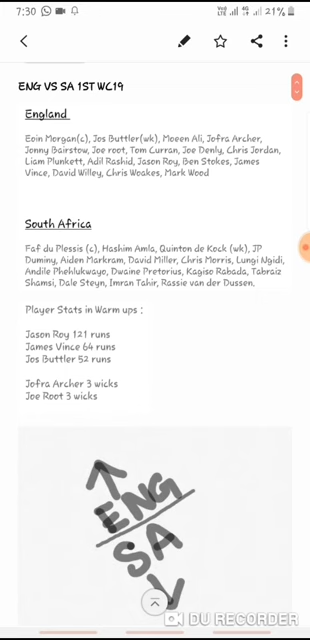 7:30
VoD LTE 4G 21%
ENG VS SA 1ST WC19
England
Eoin Morgan(c), Jos Buttler(wk), Moeen Ali, Jofra Archer,
Jonny Bairstow, Joe root, Tom Curran, Joe Denly, Chris Jordan,
Liam Plunkett, Adil Rashid, Jason Roy, Ben Stokes, James
Vince, David Willey, Chris Woakes, Mark Wood
South Africa
Faf du Plessis (c), Hashim Amla, Quinton de Kock (wk), JP
Duminy, Aiden Markram, David Miller, Chris Morris, Lungi Ngidi,
Andile Phehlukwayo, Dwaine Pretorius, Kagiso Rabada, Tabraiz
Shamsi, Dale Steyn, Imran Tahir, Rassie van der Dussen.
Player Stats in Warm ups :
Jason Roy 121 runs
James Vince 64 runs
Jos Buttler 52 runs
Jofra Archer 3 wicks
Joe Root 3 wicks
ENG
SA
DU RECORDER